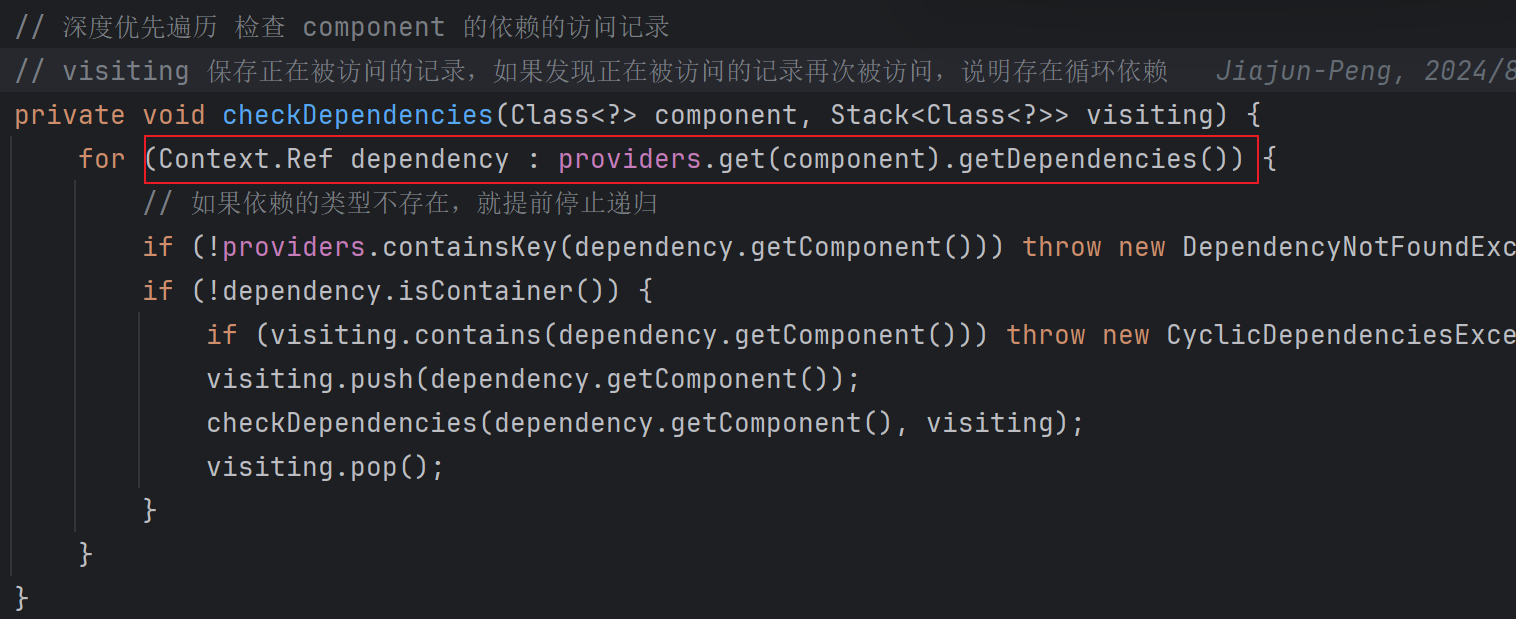 // 深度优先遍历 检查 component 的依赖的访问记录
// visiting 保存正在被访问的记录，如果发现正在被访问的记录再次被访问，说明存在循环依赖 Jiajun-Peng, 2024/8
private void checkDependencies(Class<?> component, Stack<Class<?>> visiting) {
for (Context.Ref dependency : providers.get(component).getDependencies()) {
// 如果依赖的类型不存在，就提前停止递归
if (!providers.containsKey(dependency.getComponent())) throw new DependencyNotFoundExc
if (!dependency.isContainer()) {
if (visiting.contains(dependency.getComponent())) throw new CyclicDependenciesExce
visiting.push(dependency.getComponent());
checkDependencies(dependency.getComponent(), visiting);
visiting.pop();
}
}
}